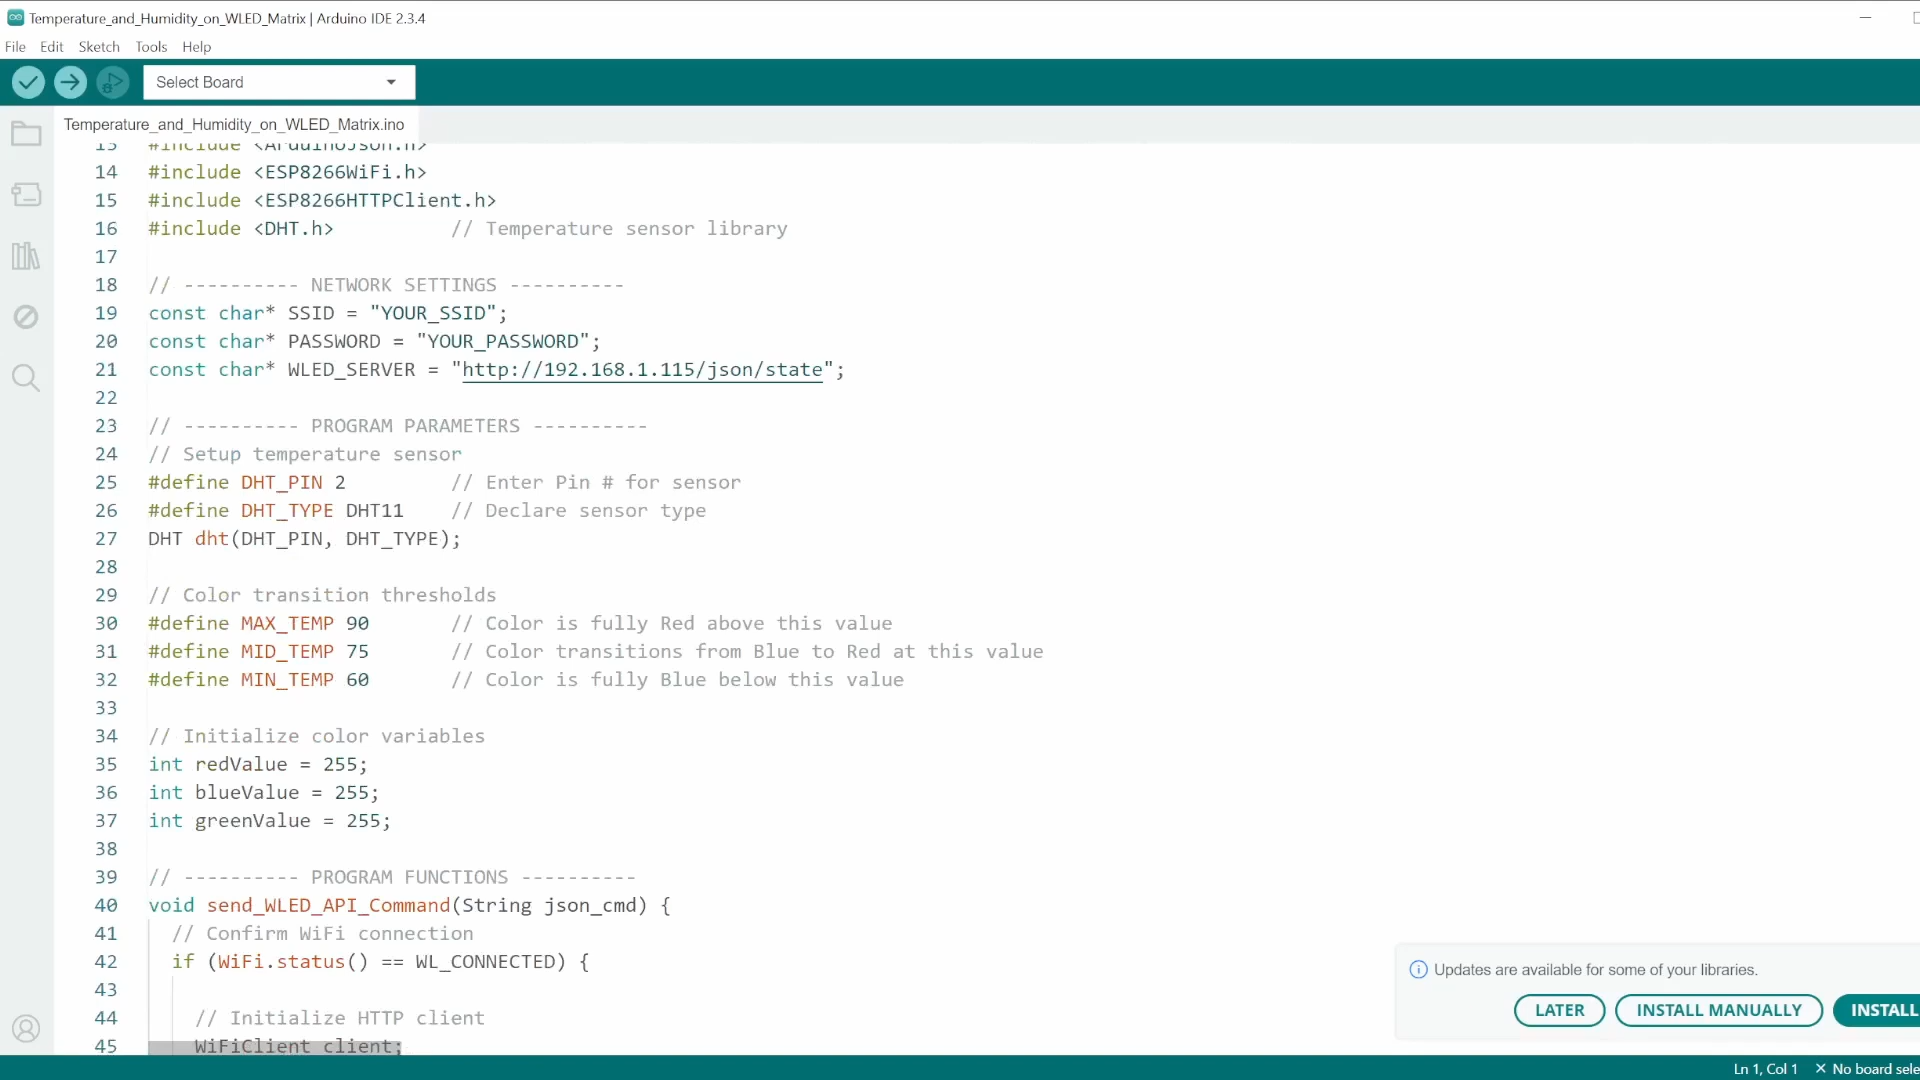 Temperature_and_Humidity_on_WLED_Matrix | Arduino IDE 2.3.4
File Edit Sketch Tools Help
Select Board
Temperature_and_Humidity_on_WLED_Matrix.ino
13 #include <ArduinoJson.h>
14 #include <ESP8266WiFi.h>
15 #include <ESP8266HTTPClient.h>
16 #include <DHT.h> // Temperature sensor library
17
18 // ---------- NETWORK SETTINGS ----------
19 const char* SSID = "YOUR_SSID";
20 const char* PASSWORD = "YOUR_PASSWORD";
21 const char* WLED_SERVER = "http://192.168.1.115/json/state";
22
23 // ---------- PROGRAM PARAMETERS ----------
24 // Setup temperature sensor
25 #define DHT_PIN 2 // Enter Pin # for sensor
26 #define DHT_TYPE DHT11 // Declare sensor type
27 DHT dht(DHT_PIN, DHT_TYPE);
28
29 // Color transition thresholds
30 #define MAX_TEMP 90 // Color is fully Red above this value
31 #define MID_TEMP 75 // Color transitions from Blue to Red at this value
32 #define MIN_TEMP 60 // Color is fully Blue below this value
33
34 // Initialize color variables
35 int redValue = 255;
36 int blueValue = 255;
37 int greenValue = 255;
38
39 // ---------- PROGRAM FUNCTIONS ----------
40 void send_WLED_API_Command(String json_cmd) {
41 // Confirm WiFi connection
42 if (WiFi.status() == WL_CONNECTED) {
43
44 // Initialize HTTP client
45 WiFiClient client;
Updates are available for some of your libraries.
LATER INSTALL MANUALLY INSTALL
Ln 1, Col 1 No board sele